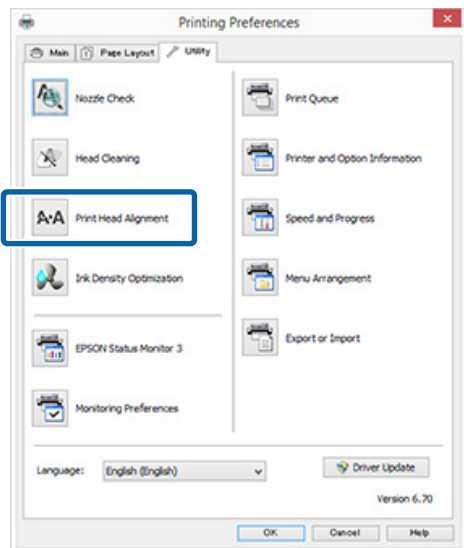 Printing Preferences
Main
Page Layout
Utility
Nozzle Check
Print Queue
Head Cleaning
Printer and Option Information
A·A Print Head Alignment
Speed and Progress
Ink Density Optimization
Menu Arrangement
EPSON Status Monitor 3
Export or Import
Monitoring Preferences
Language: English (English)
Driver Update
Version 6.70
OK Cancel Help